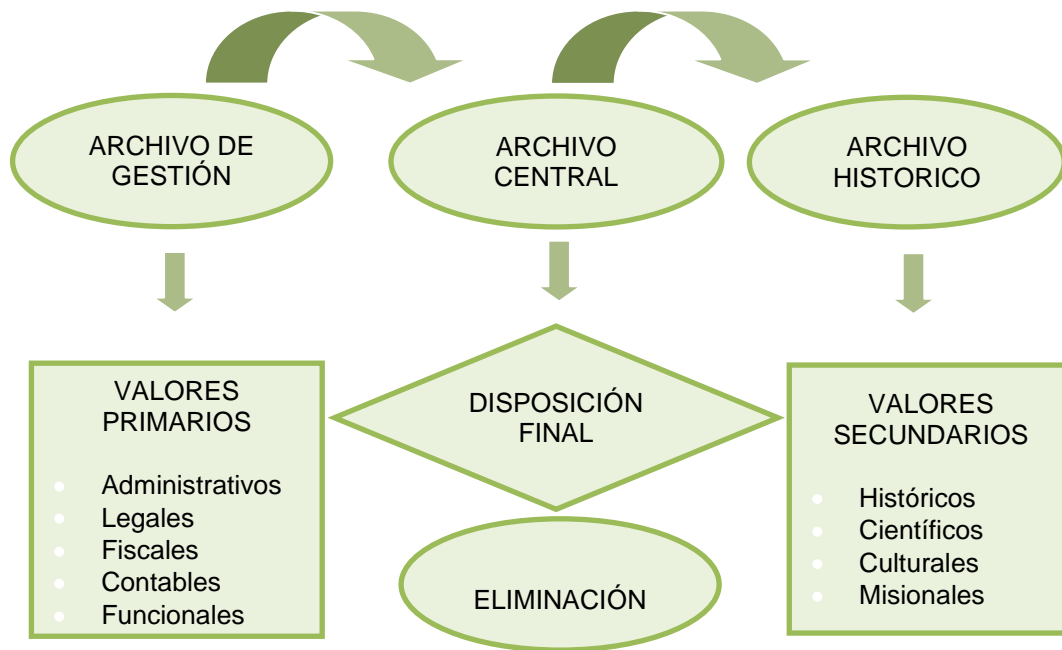 ARCHIVO DE
GESTIÓN
ARCHIVO
CENTRAL
ARCHIVO
HISTORICO
VALORES
PRIMARIOS
Administrativos
Legales
Fiscales
Contables
Funcionales
DISPOSICIÓN
FINAL
ELIMINACIÓN
VALORES
SECUNDARIOS
Históricos
Científicos
Culturales
Misionales